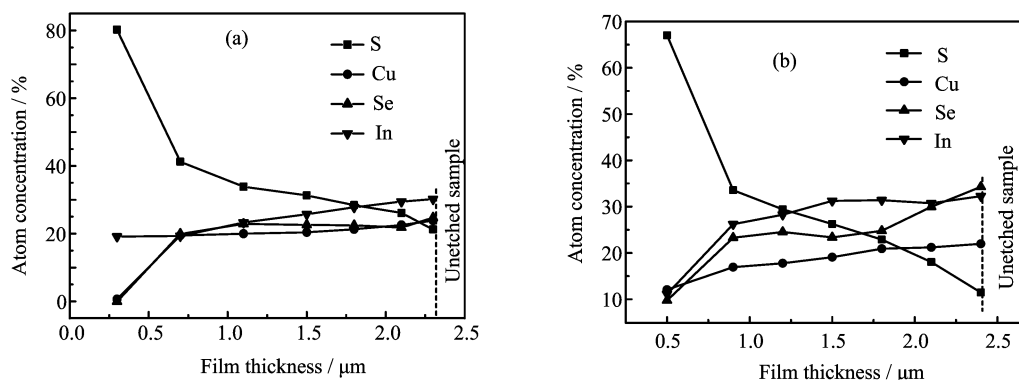 (a)
S
Cu
Se
In
Atom concentration / %
80
60
40
20
0
0.0 0.5 1.0 1.5 2.0 2.5
Film thickness / μm
Unetched sample
(b)
S
Cu
Se
In
Atom concentration / %
70
60
50
40
30
20
10
0.5 1.0 1.5 2.0 2.5
Film thickness / μm
Unetched sample